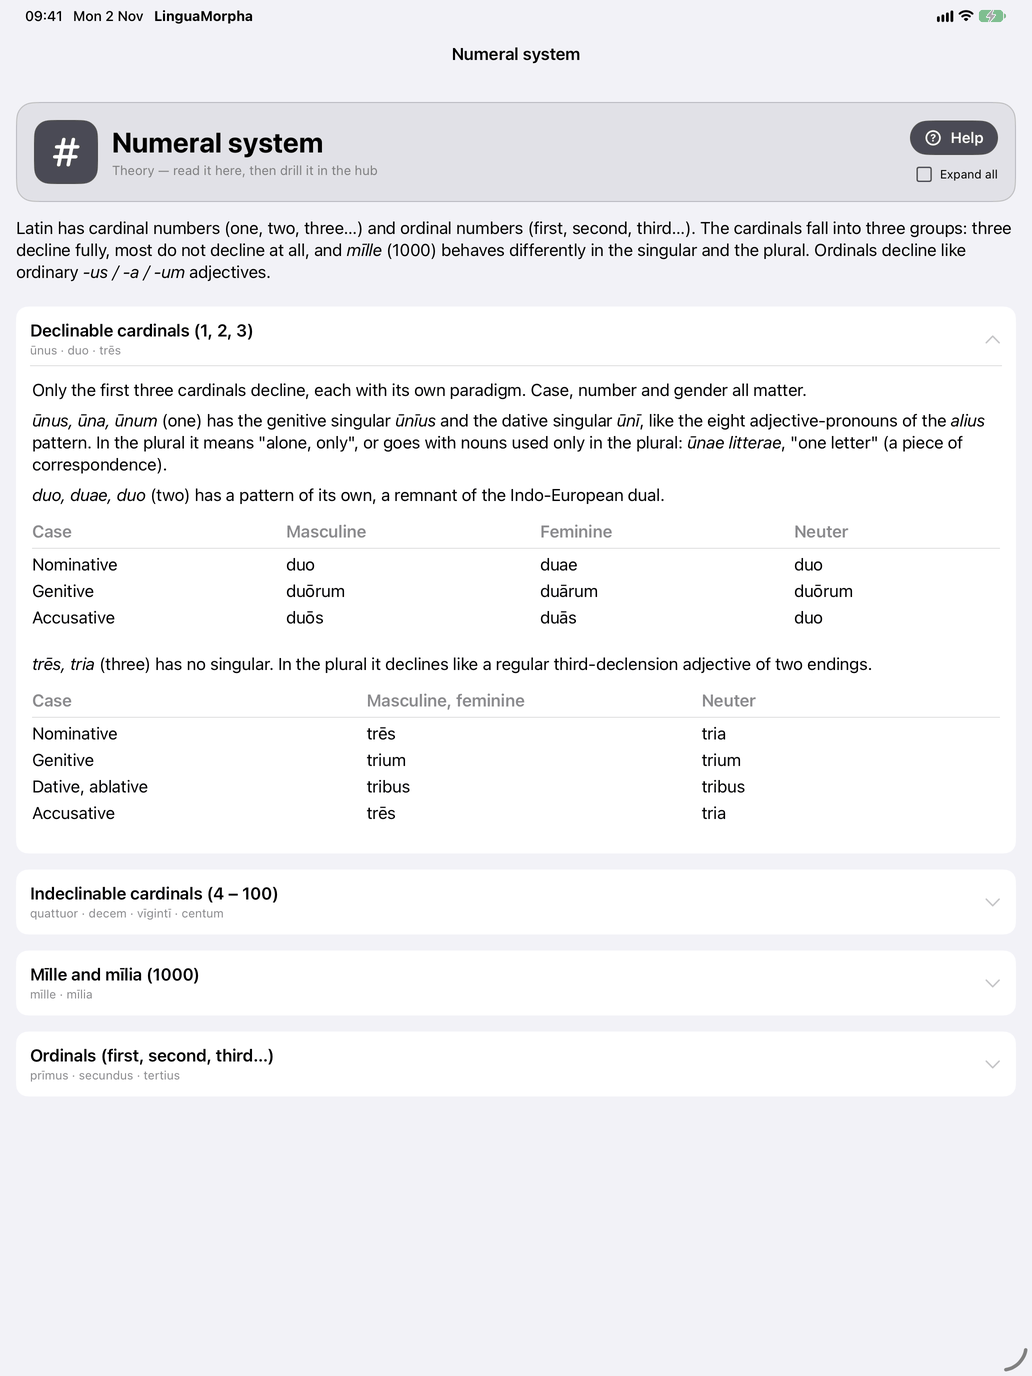 09:41 Mon 2 Nov LinguaMorpha
Numeral system
#
Numeral system
Theory — read it here, then drill it in the hub
Help
Expand all
Latin has cardinal numbers (one, two, three...) and ordinal numbers (first, second, third...). The cardinals fall into three groups: three
decline fully, most do not decline at all, and mīlle (1000) behaves differently in the singular and the plural. Ordinals decline like
ordinary -us / -a / -um adjectives.
Declinable cardinals (1, 2, 3)
ūnus · duo · trēs
Only the first three cardinals decline, each with its own paradigm. Case, number and gender all matter.
ūnus, ūna, ūnum (one) has the genitive singular ūnīus and the dative singular ūnī, like the eight adjective-pronouns of the alius
pattern. In the plural it means "alone, only", or goes with nouns used only in the plural: ūnae litterae, "one letter" (a piece of
correspondence).
duo, duae, duo (two) has a pattern of its own, a remnant of the Indo-European dual.
Case Masculine Feminine Neuter
Nominative duo duae duo
Genitive duōrum duārum duōrum
Accusative duōs duās duo
trēs, tria (three) has no singular. In the plural it declines like a regular third-declension adjective of two endings.
Case Masculine, feminine Neuter
Nominative trēs tria
Genitive trium trium
Dative, ablative tribus tribus
Accusative trēs tria
Indeclinable cardinals (4 – 100)
quattuor · decem · vīgintī · centum
Mīlle and mīlia (1000)
mīlle · mīlia
Ordinals (first, second, third...)
prīmus · secundus · tertius